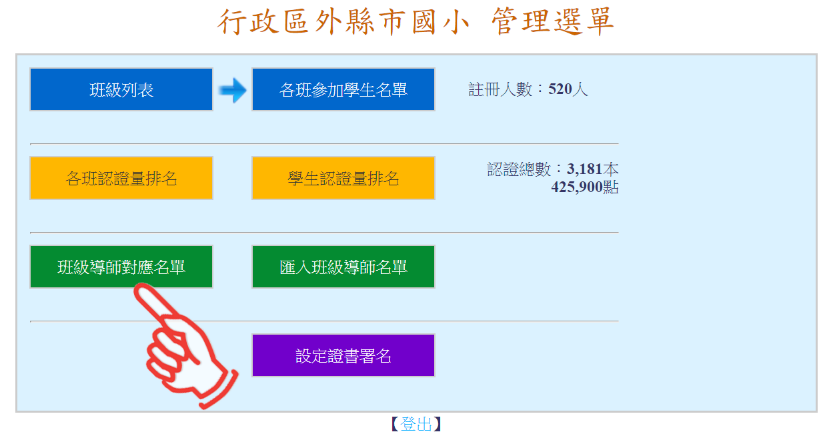 行政區外縣市國小 管理選單
班級列表
各班參加學生名單
註冊人數：520人
各班認證量排名
學生認證量排名
認證總數：3,181本
425,900點
班級導師對應名單
匯入班級導師名單
設定證書署名
【登出】